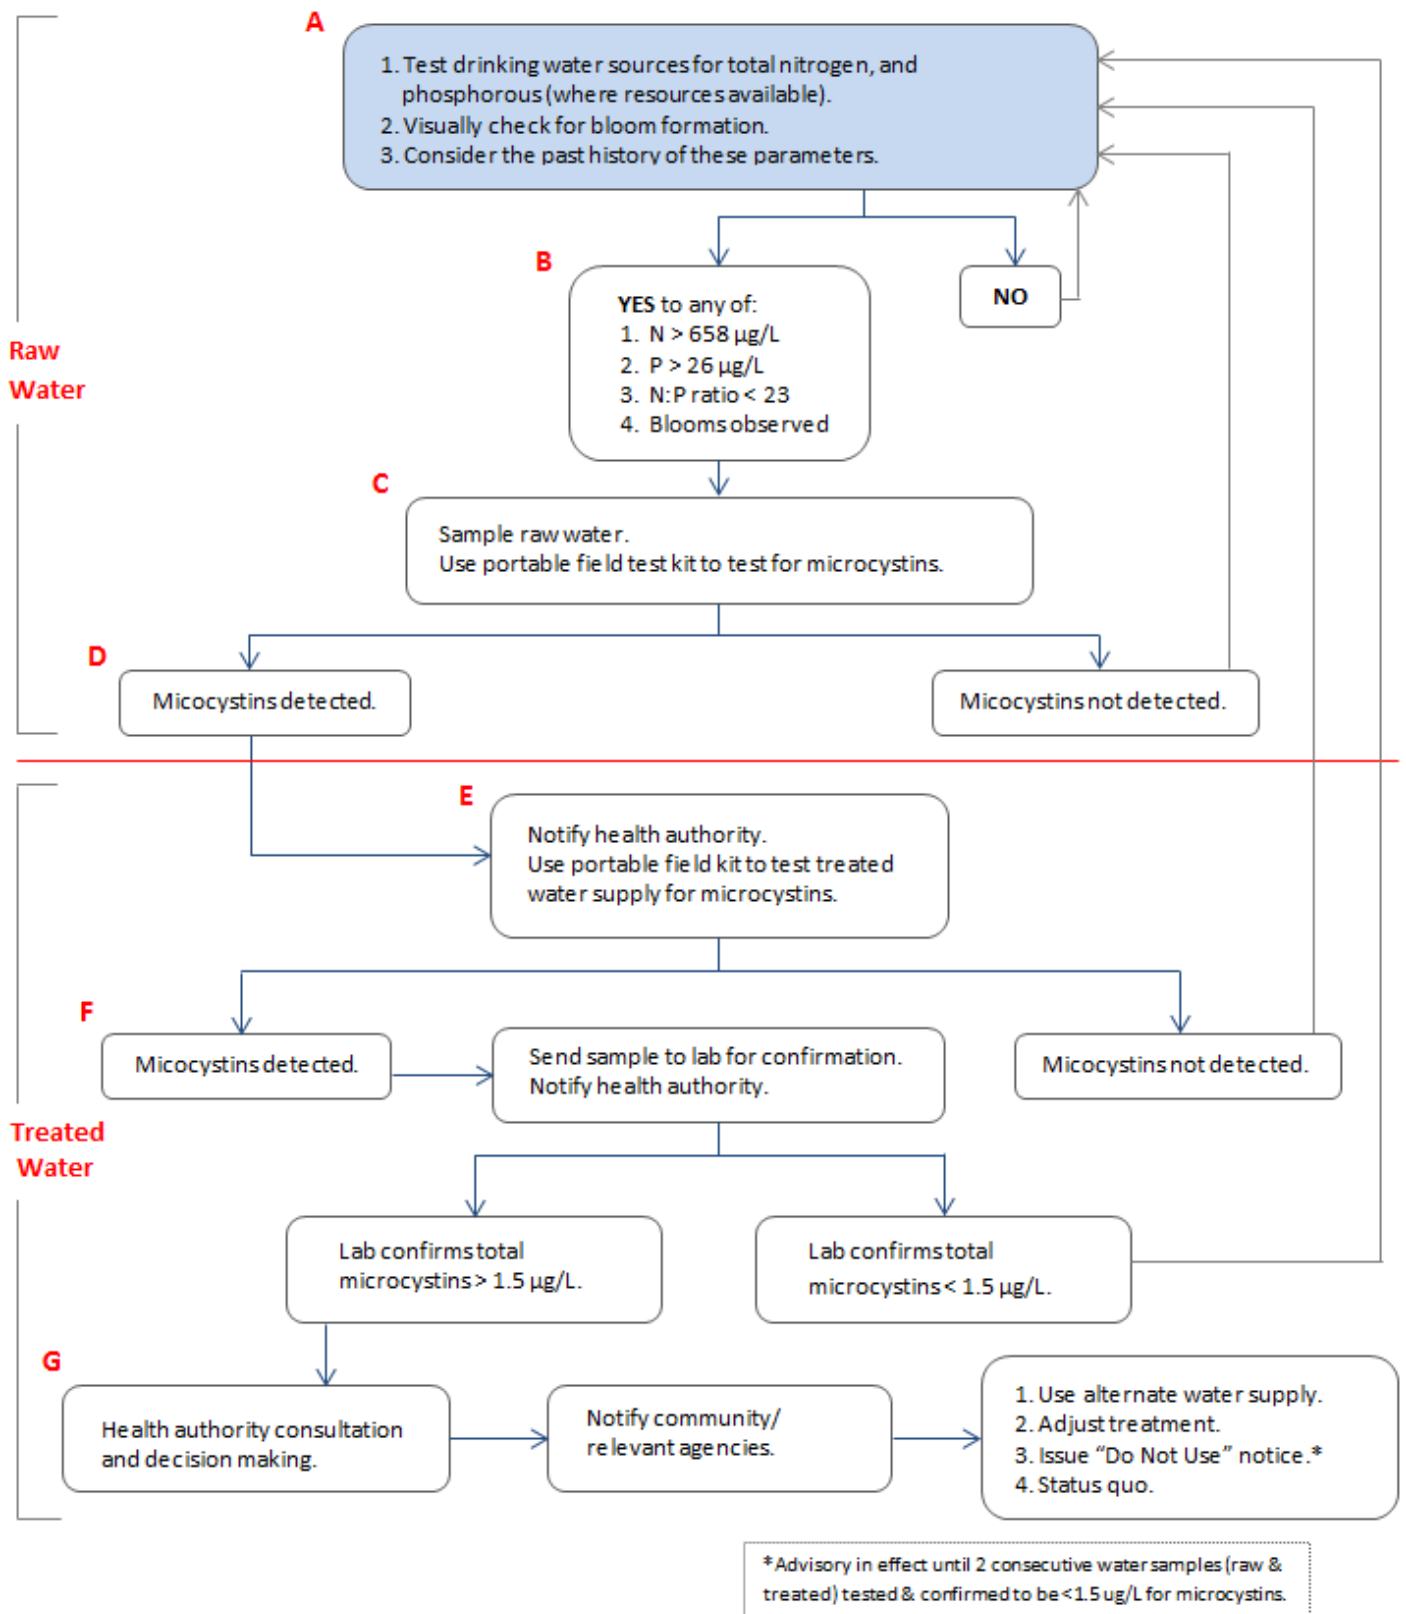 A
1. Test drinking water sources for total nitrogen, and
phosphorous (where resources available).
2. Visually check for bloom formation.
3. Consider the past history of these parameters.
B
YES to any of:
1. N > 658 µg/L
2. P > 26 µg/L
3. N:P ratio < 23
4. Blooms observed
NO
Raw
Water
C
Sample raw water.
Use portable field test kit to test for microcystins.
D
Micocystins detected.
Micocystins not detected.
E
Notify health authority.
Use portable field kit to test treated
water supply for microcystins.
F
Micocystins detected.
Send sample to lab for confirmation.
Notify health authority.
Micocystins not detected.
Treated
Water
Lab confirms total
microcystins > 1.5 µg/L.
Lab confirms total
microcystins < 1.5 µg/L.
G
Health authority consultation
and decision making.
Notify community/
relevant agencies.
1. Use alternate water supply.
2. Adjust treatment.
3. Issue “Do Not Use” notice.*
4. Status quo.
*Advisory in effect until 2 consecutive water samples (raw &
treated) tested & confirmed to be <1.5 ug/L for microcystins.